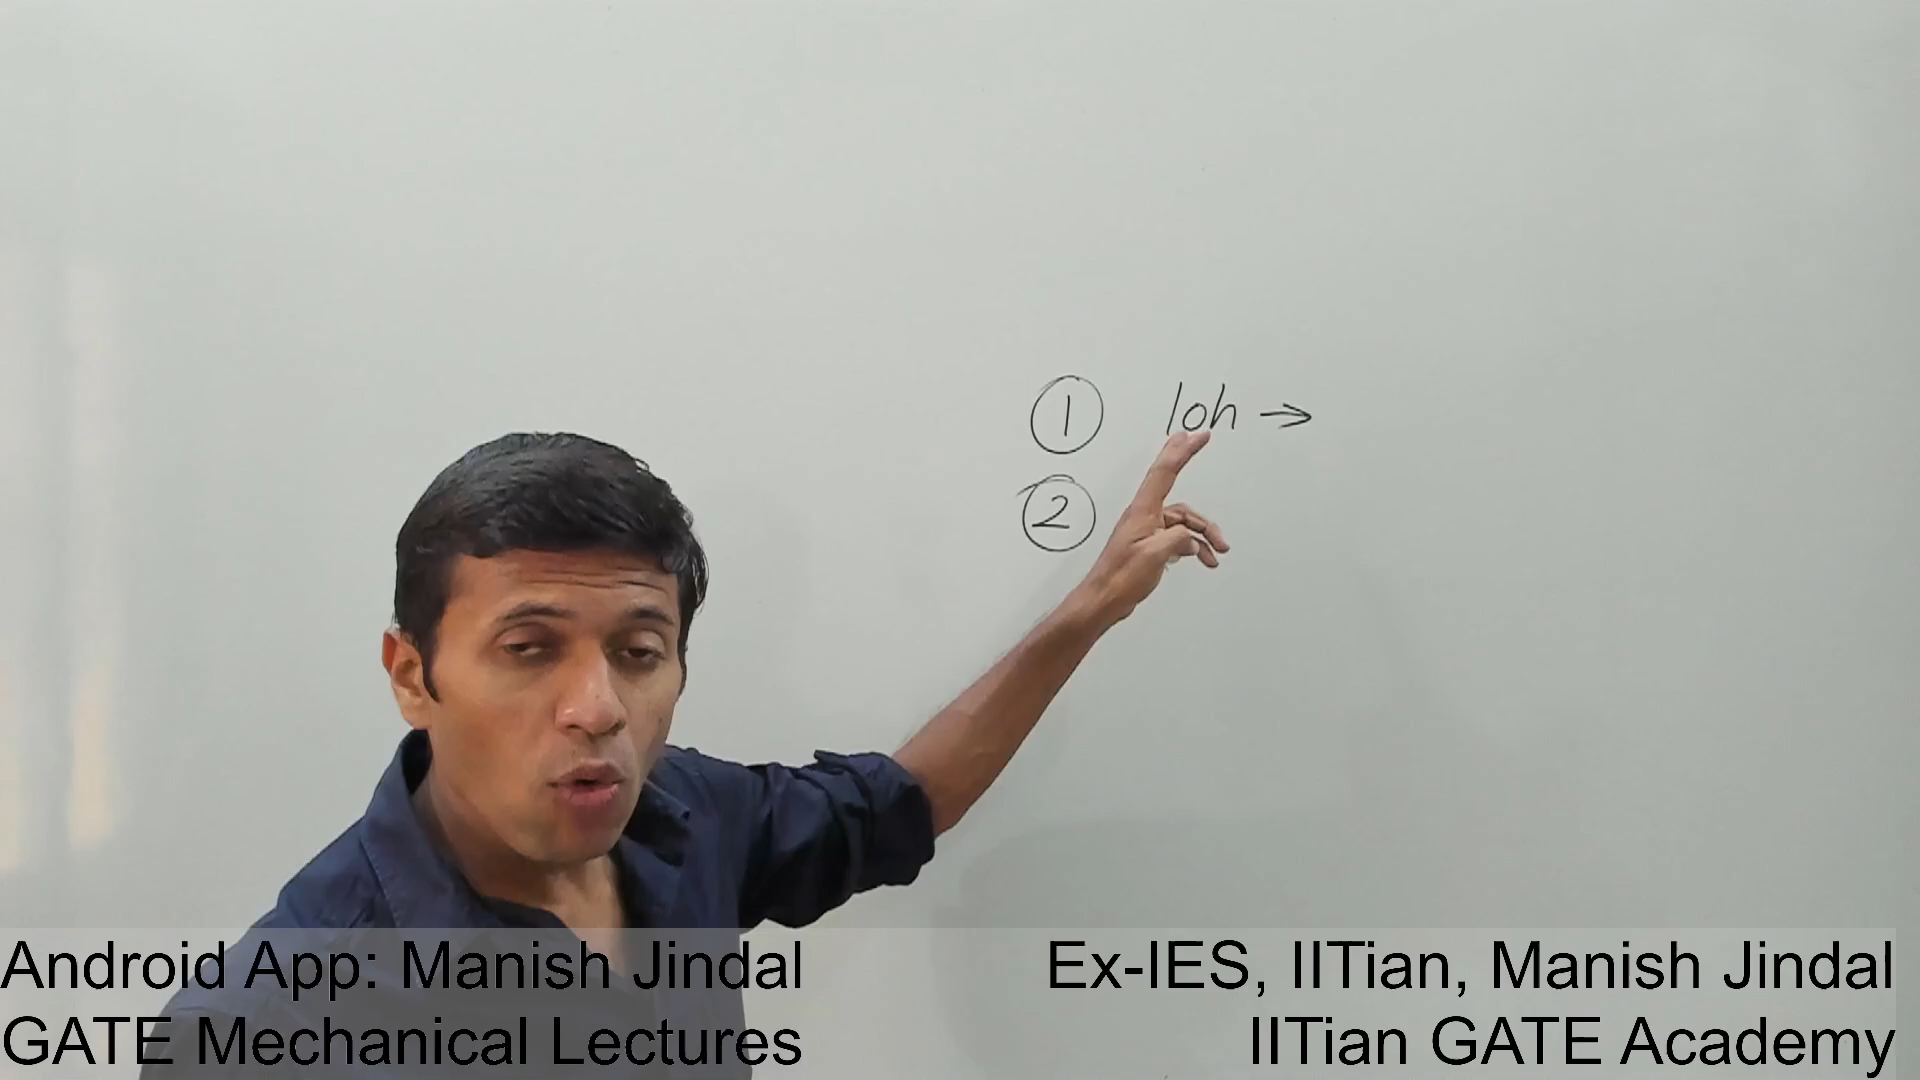 ① 10h →
②
Android App: Manish Jindal
GATE Mechanical Lectures
Ex-IES, IITian, Manish Jindal
IITian GATE Academy